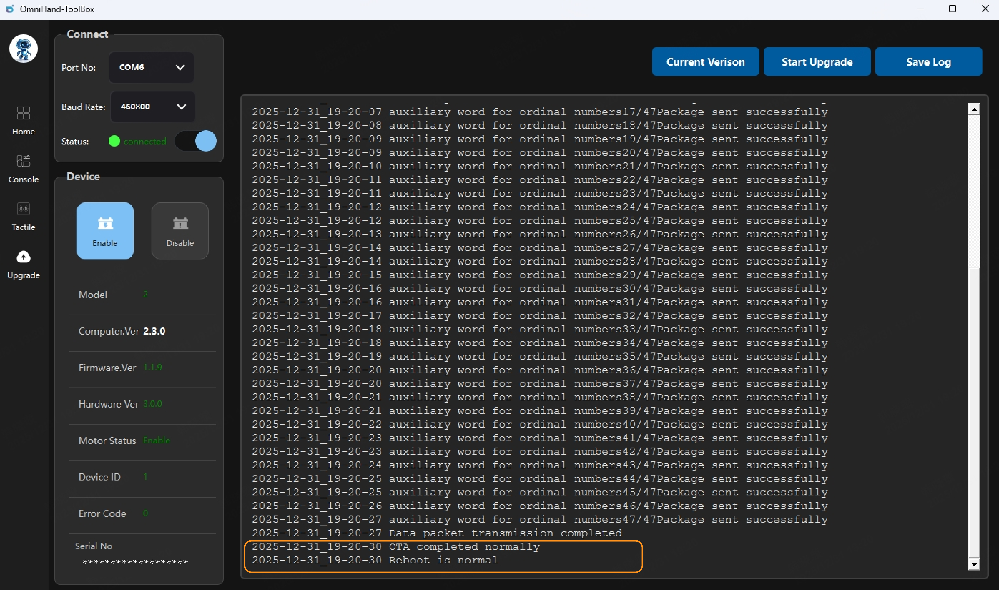 OmniHand-ToolBox
Connect
Port No: COM6
Baud Rate: 460800
Status: connected
Home
Console
Tactile
Upgrade
Device
Enable
Disable
Model 2
Computer.Ver 2.3.0
Firmware.Ver 1.1.9
Hardware Ver 3.0.0
Motor Status Enable
Device ID 1
Error Code 0
Serial No
*******************
Current Verison
Start Upgrade
Save Log
2025-12-31_19-20-07 auxiliary word for ordinal numbers17/47Package sent successfully
2025-12-31_19-20-08 auxiliary word for ordinal numbers18/47Package sent successfully
2025-12-31_19-20-09 auxiliary word for ordinal numbers19/47Package sent successfully
2025-12-31_19-20-09 auxiliary word for ordinal numbers20/47Package sent successfully
2025-12-31_19-20-10 auxiliary word for ordinal numbers21/47Package sent successfully
2025-12-31_19-20-11 auxiliary word for ordinal numbers22/47Package sent successfully
2025-12-31_19-20-11 auxiliary word for ordinal numbers23/47Package sent successfully
2025-12-31_19-20-12 auxiliary word for ordinal numbers24/47Package sent successfully
2025-12-31_19-20-12 auxiliary word for ordinal numbers25/47Package sent successfully
2025-12-31_19-20-13 auxiliary word for ordinal numbers26/47Package sent successfully
2025-12-31_19-20-14 auxiliary word for ordinal numbers27/47Package sent successfully
2025-12-31_19-20-14 auxiliary word for ordinal numbers28/47Package sent successfully
2025-12-31_19-20-15 auxiliary word for ordinal numbers29/47Package sent successfully
2025-12-31_19-20-16 auxiliary word for ordinal numbers30/47Package sent successfully
2025-12-31_19-20-16 auxiliary word for ordinal numbers31/47Package sent successfully
2025-12-31_19-20-17 auxiliary word for ordinal numbers32/47Package sent successfully
2025-12-31_19-20-18 auxiliary word for ordinal numbers33/47Package sent successfully
2025-12-31_19-20-18 auxiliary word for ordinal numbers34/47Package sent successfully
2025-12-31_19-20-19 auxiliary word for ordinal numbers35/47Package sent successfully
2025-12-31_19-20-20 auxiliary word for ordinal numbers36/47Package sent successfully
2025-12-31_19-20-20 auxiliary word for ordinal numbers37/47Package sent successfully
2025-12-31_19-20-21 auxiliary word for ordinal numbers38/47Package sent successfully
2025-12-31_19-20-21 auxiliary word for ordinal numbers39/47Package sent successfully
2025-12-31_19-20-22 auxiliary word for ordinal numbers40/47Package sent successfully
2025-12-31_19-20-23 auxiliary word for ordinal numbers41/47Package sent successfully
2025-12-31_19-20-23 auxiliary word for ordinal numbers42/47Package sent successfully
2025-12-31_19-20-24 auxiliary word for ordinal numbers43/47Package sent successfully
2025-12-31_19-20-25 auxiliary word for ordinal numbers44/47Package sent successfully
2025-12-31_19-20-25 auxiliary word for ordinal numbers45/47Package sent successfully
2025-12-31_19-20-26 auxiliary word for ordinal numbers46/47Package sent successfully
2025-12-31_19-20-27 auxiliary word for ordinal numbers47/47Package sent successfully
2025-12-31_19-20-27 Data packet transmission completed
2025-12-31_19-20-30 OTA completed normally
2025-12-31_19-20-30 Reboot is normal